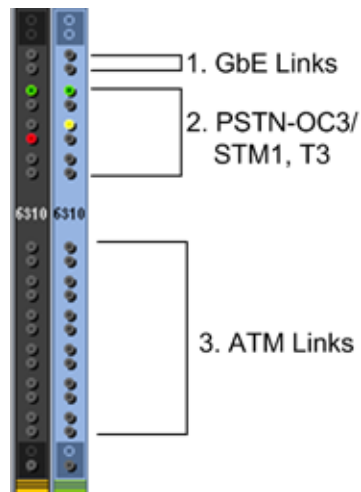 1. GbE Links
2. PSTN-OC3/
STM1, T3
6310 6310
3. ATM Links